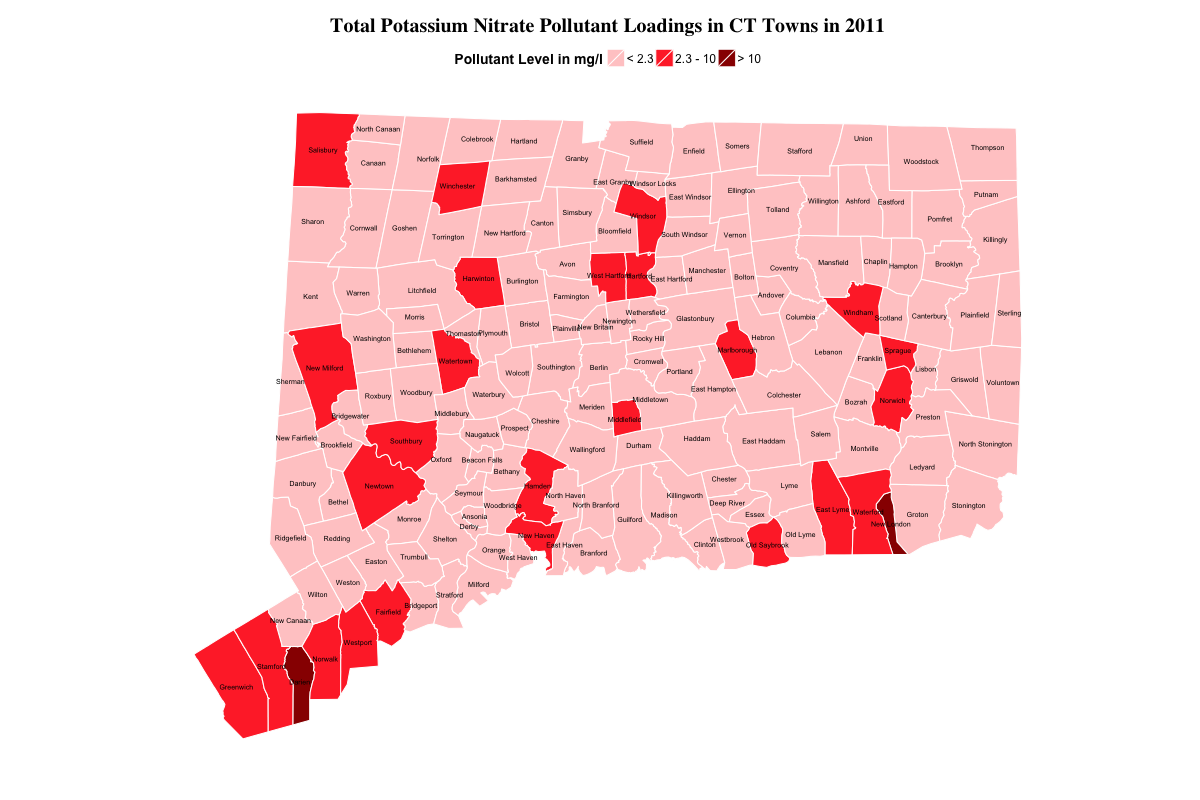 Total Potassium Nitrate Pollutant Loadings in CT Towns in 2011
Pollutant Level in mg/l < 2.3 2.3 - 10 > 10
North Canaan
Colebrook
Hartland
Salisbury
Canaan
Norfolk
Granby
Suffield
Enfield
Somers
Stafford
Union
Woodstock
Thompson
Winchester
Barkhamsted
East Granby
Windsor Locks
East Windsor
Ellington
Tolland
Willington
Ashford
Eastford
Putnam
Sharon
Cornwall
Goshen
Torrington
New Hartford
Canton
Simsbury
Bloomfield
Windsor
South Windsor
Vernon
Pomfret
Killingly
Kent
Warren
Litchfield
Harwinton
Burlington
Avon
Farmington
West Hartford
Hartford
East Hartford
Manchester
Bolton
Coventry
Mansfield
Chaplin
Hampton
Brooklyn
Andover
Morris
Washington
Bethlehem
Thomaston
Plymouth
Bristol
Plainville
New Britain
Newington
Wethersfield
Glastonbury
Rocky Hill
Hebron
Columbia
Windham
Scotland
Canterbury
Plainfield
Sterling
New Milford
Sherman
Watertown
Wolcott
Southington
Berlin
Cromwell
Portland
Marlborough
Lebanon
Franklin
Sprague
Lisbon
Griswold
Voluntown
Roxbury
Woodbury
Waterbury
Bridgewater
Middlebury
Meriden
Middletown
Middlefield
East Hampton
Colchester
Bozrah
Norwich
Preston
New Fairfield
Brookfield
Southbury
Naugatuck
Prospect
Cheshire
Wallingford
Durham
Haddam
East Haddam
Salem
Montville
North Stonington
Oxford
Beacon Falls
Bethany
Ledyard
Danbury
Bethel
Newtown
Seymour
Woodbridge
Hamden
North Haven
North Branford
Guilford
Madison
Killingworth
Chester
Deep River
Essex
Lyme
East Lyme
Waterford
New London
Groton
Stonington
Ridgefield
Redding
Monroe
Ansonia
Derby
Shelton
Orange
New Haven
West Haven
East Haven
Branford
Clinton
Westbrook
Old Saybrook
Old Lyme
Easton
Trumbull
Weston
Wilton
Milford
Stratford
Bridgeport
Fairfield
New Canaan
Westport
Norwalk
Stamford
Greenwich